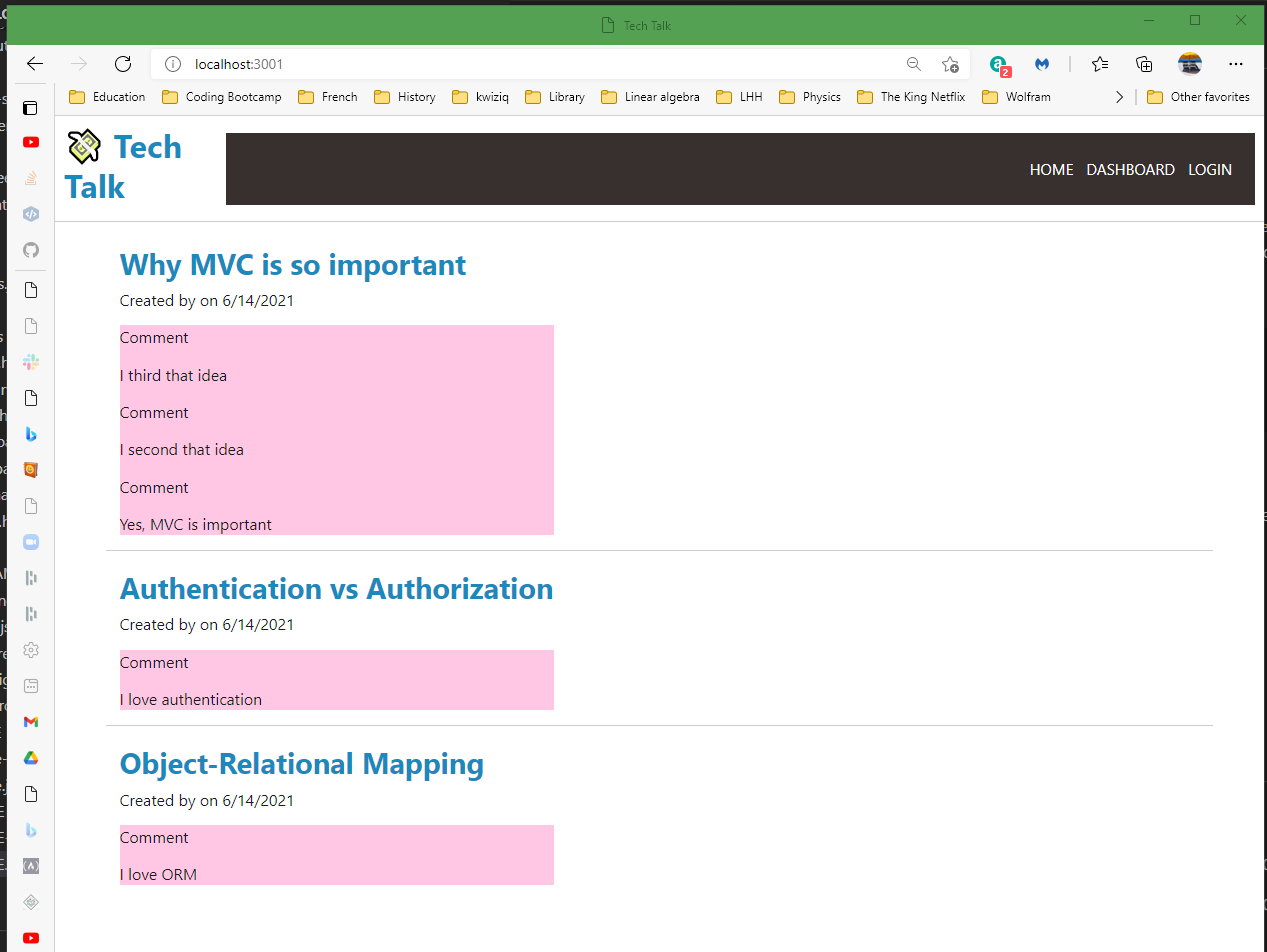 Tech Talk
localhost:3001
2
Education Coding Bootcamp French History kwiziq Library Linear algebra LHH Physics The King Netflix Wolfram Other favorites
Tech
Talk
HOME DASHBOARD LOGIN
Why MVC is so important
Created by on 6/14/2021
Comment
I third that idea
Comment
I second that idea
Comment
Yes, MVC is important
Authentication vs Authorization
Created by on 6/14/2021
Comment
I love authentication
Object-Relational Mapping
Created by on 6/14/2021
Comment
I love ORM